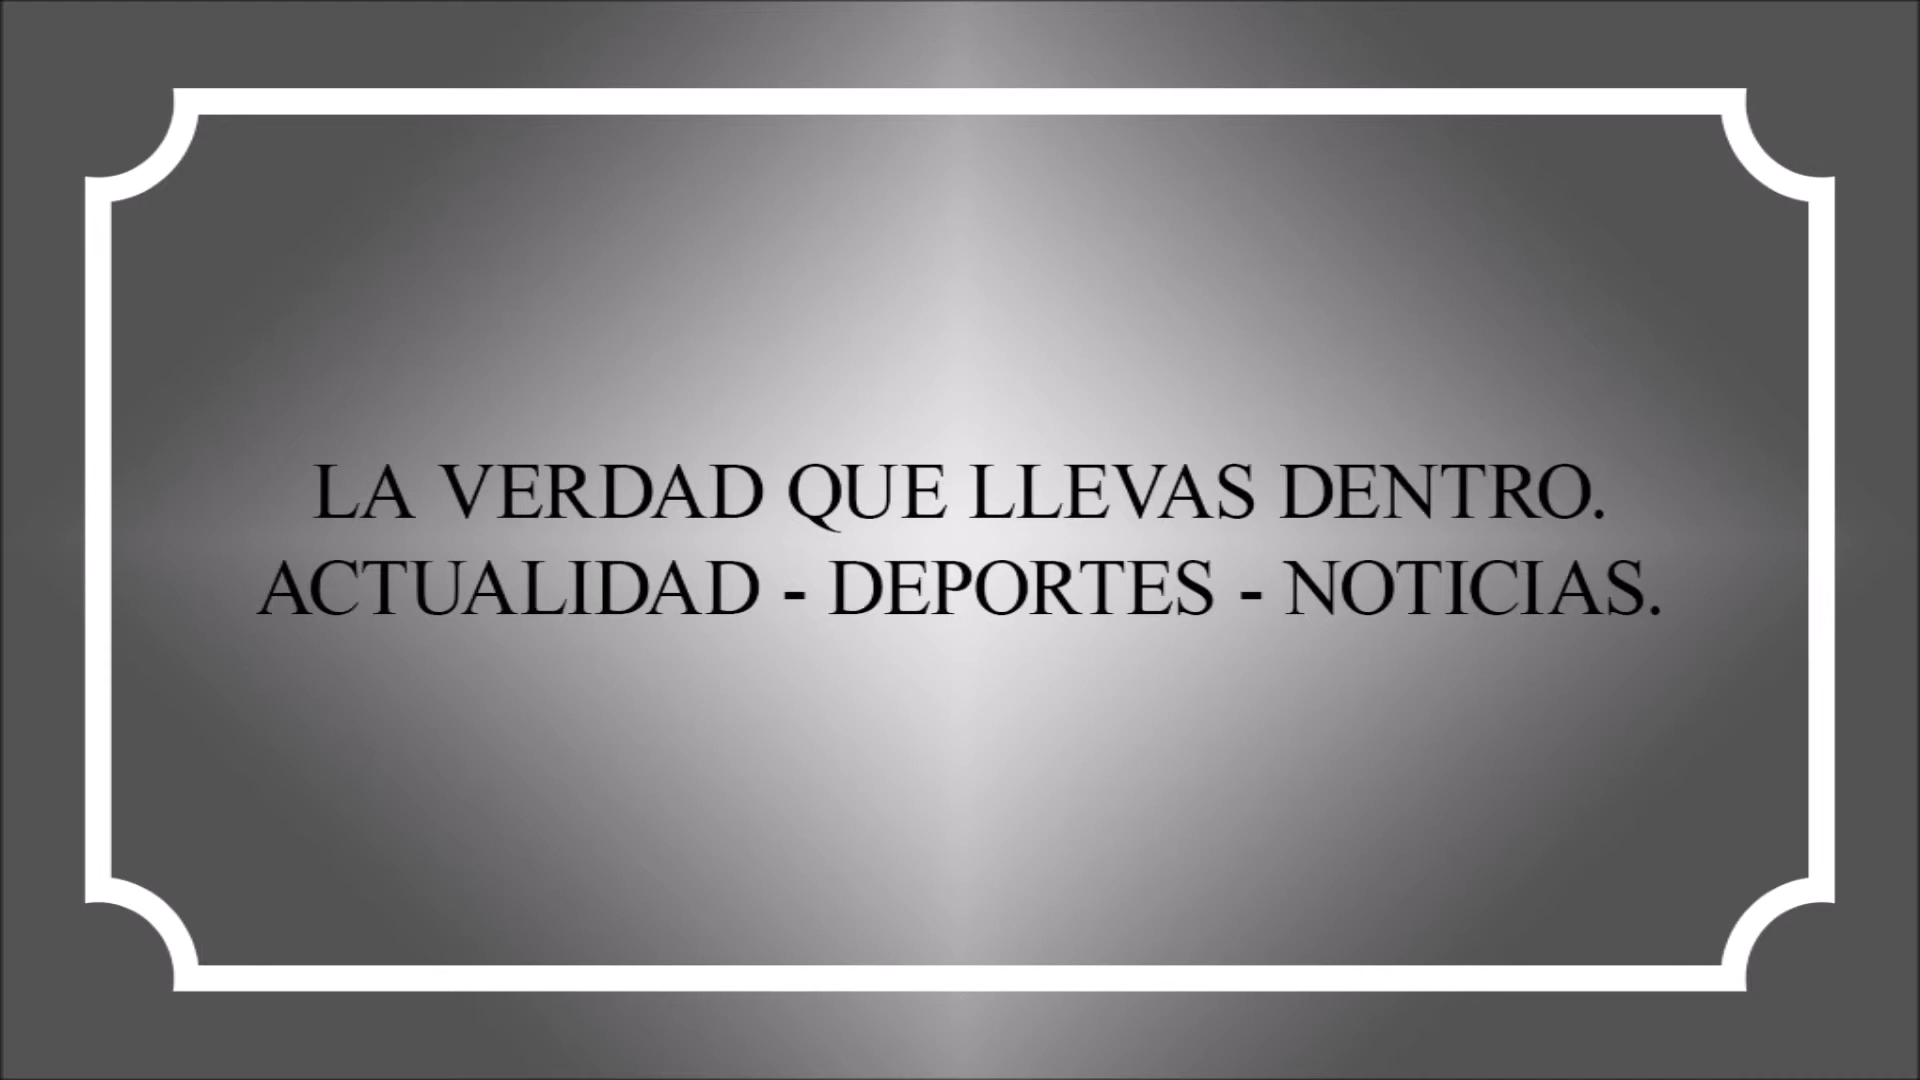 LA VERDAD QUE LLEVAS DENTRO.
ACTUALIDAD - DEPORTES - NOTICIAS.